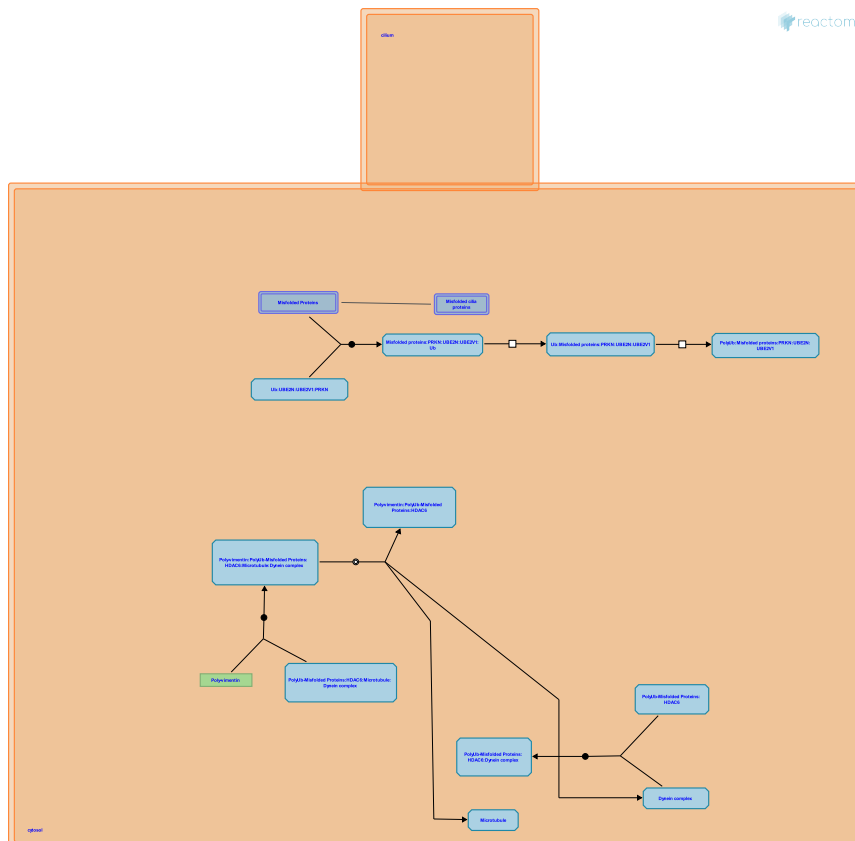 reactom
cilium
Misfolded Proteins
Misfolded cilia
proteins
Misfolded proteins:PRKN:UBE2N:UBE2V1:
Ub
Ub:Misfolded proteins:PRKN:UBE2N:UBE2V1
PolyUb:Misfolded proteins:PRKN:UBE2N:
UBE2V1
Ub:UBE2N:UBE2V1:PRKN
Polyvimentin:PolyUb-Misfolded
Proteins:HDAC6
Polyvimentin:PolyUb-Misfolded Proteins:
HDAC6:Microtubule:Dynein complex
Polyvimentin
PolyUb-Misfolded Proteins:HDAC6:Microtubule:
Dynein complex
PolyUb-Misfolded Proteins:
HDAC6
PolyUb-Misfolded Proteins:
HDAC6:Dynein complex
Dynein complex
Microtubule
cytosol